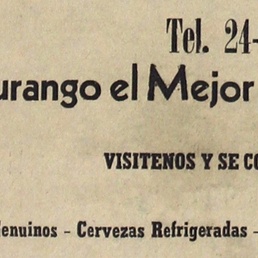 Tel. 24-
urango el Mejor
VISITENOS Y SE CO
enuinos - Cervezas Refrigeradas -